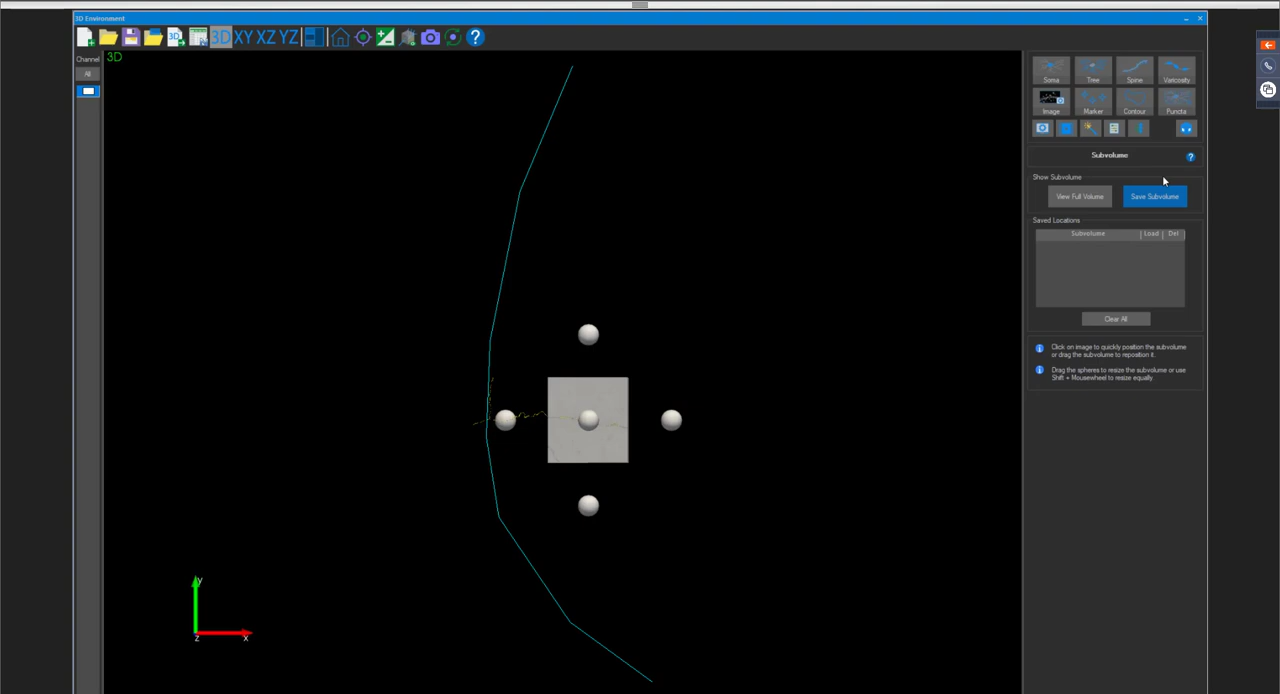 3D Environment
3D XY XZ YZ
Channel
All
3D
Soma Tree Spine Varicosity
Image Marker Contour Puncta
Subvolume
Show Subvolume
View Full Volume Save Subvolume
Saved Locations
Subvolume Load Del
Clear All
Click on image to quickly position the subvolume
or drag the subvolume to reposition it.
Drag the spheres to resize the subvolume or use
Shift + Mousewheel to resize equally
y
z x